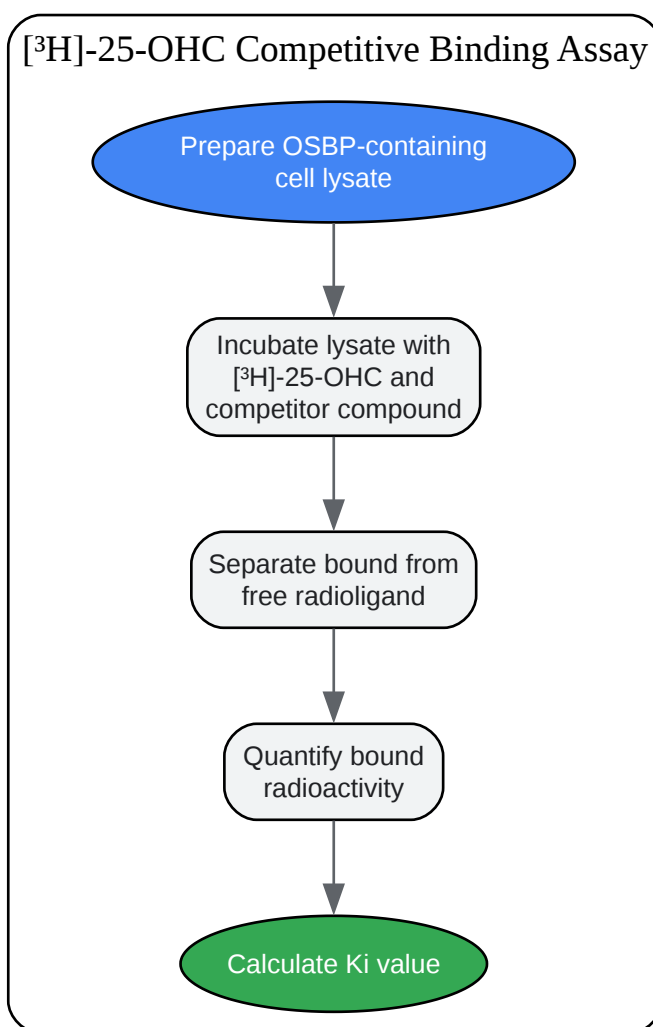 [³H]-25-OHC Competitive Binding Assay
Prepare OSBP-containing
cell lysate
Incubate lysate with
[³H]-25-OHC and
competitor compound
Separate bound from
free radioligand
Quantify bound
radioactivity
Calculate Ki value